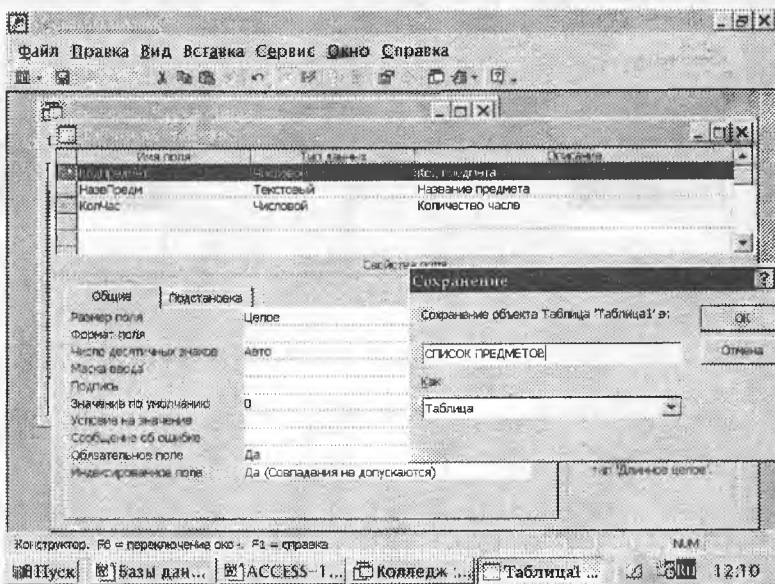 Файл Правка Вид Вставка Сервис Окно Справка
Имя поля Тип данных Описание
Числовой Код предмета
НазвПредм Текстовый Название предмета
КолЧас Числовой Количество часов
Свойства поля
Общие Подстановка
Размер поля Целое
Формат поля
Число десятичных знаков Авто
Маска ввода
Подпись
Значение по умолчанию 0
Условие на значение
Сообщение об ошибке
Обязательное поле Да
Индексированное поле Да (Совпадения не допускаются)
Сохранение
Сохранение объекта Таблица 'Таблица1' в:
СПИСОК ПРЕДМЕТОВ
Как
Таблица
OK
Отмена
тип 'Длинное целое'.
Конструктор. F6 = переключение окон. F1 = справка NUM
Пуск Базы дан... ACCESS-1... Колледж :... Таблица1 ... Ru 12:10